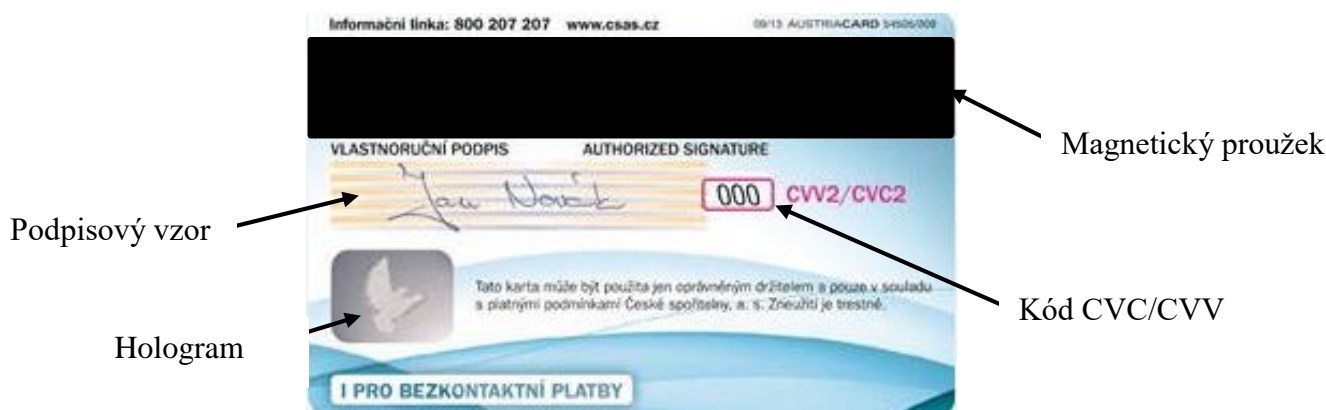 Informační linka: 800 207 207 www.csas.cz 09/13 AUSTRIACARD
Magnetický proužek
VLASTNORUČNÍ PODPIS AUTHORIZED SIGNATURE
Jan Novák
000 CVV2/CVC2
Podpisový vzor
Tato karta může být použita jen oprávněným držitelem a pouze v souladu
s platnými podmínkami České spořitelny, a. s. Zneužití je trestné.
Kód CVC/CVV
Hologram
I PRO BEZKONTAKTNÍ PLATBY